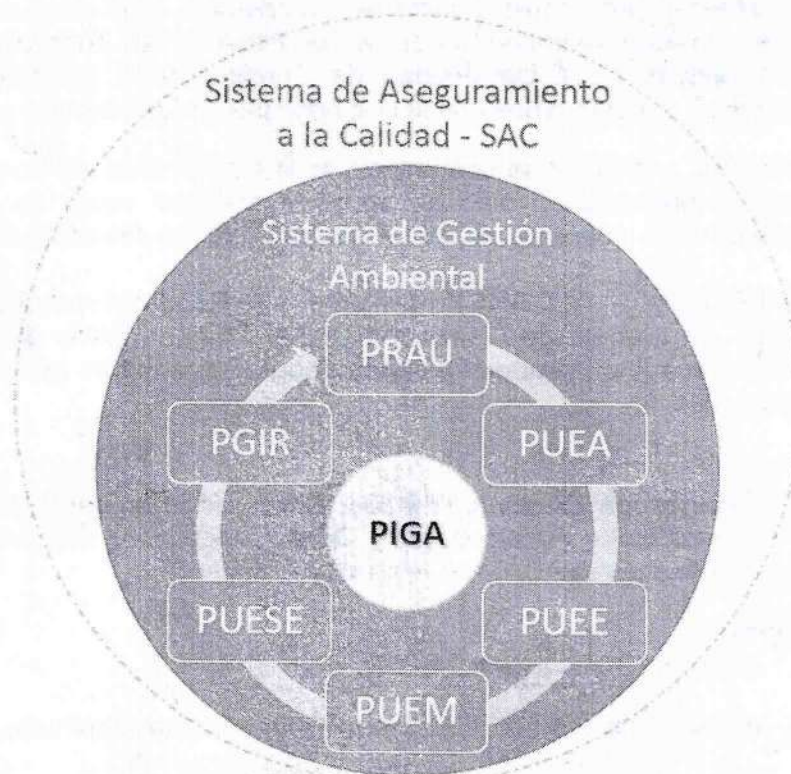 Sistema de Aseguramiento
a la Calidad - SAC
Sistema de Gestión
Ambiental
PRAU
PGIR
PUEA
PIGA
PUESE
PUEE
PUEM